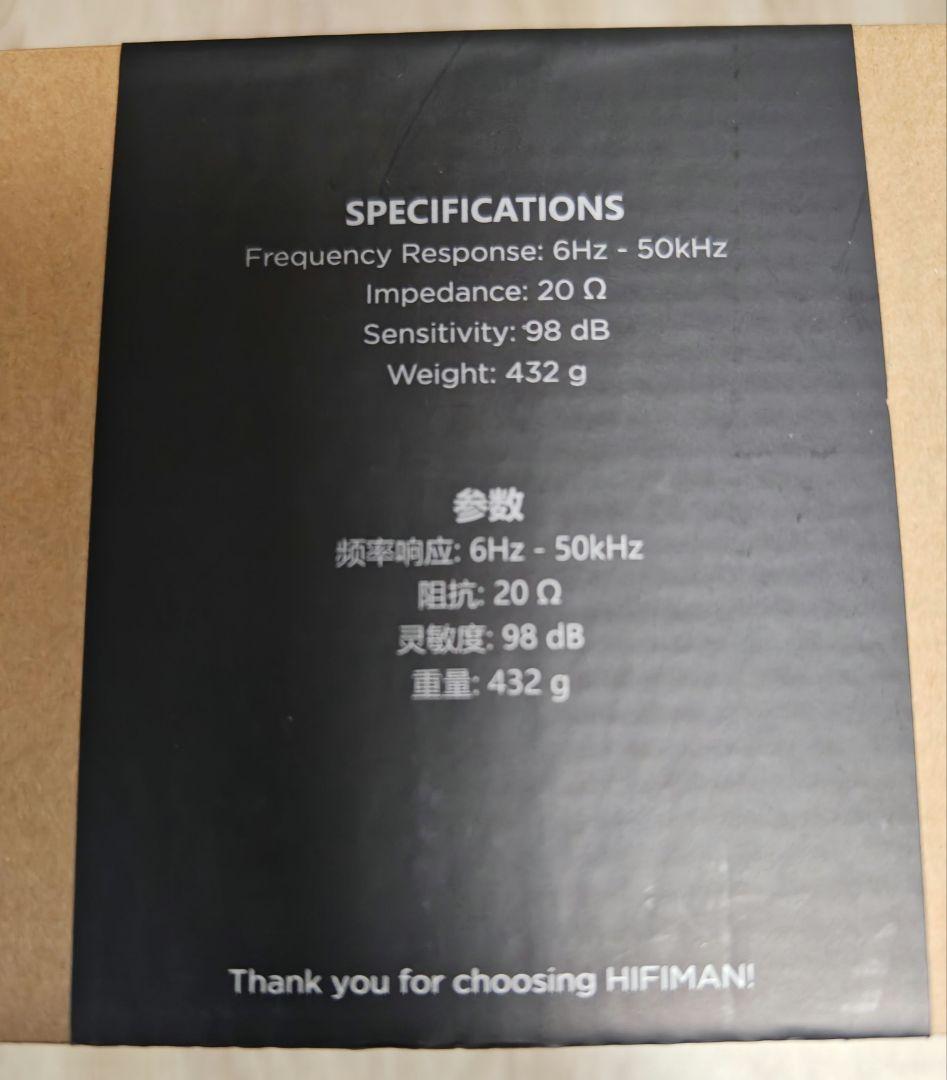 SPECIFICATIONS
Frequency Response: 6Hz - 50kHz
Impedance: 20 Ω
Sensitivity: 98 dB
Weight: 432 g
参数
频率响应: 6Hz - 50kHz
阻抗: 20 Ω
灵敏度: 98 dB
重量: 432 g
Thank you for choosing HIFIMAN!